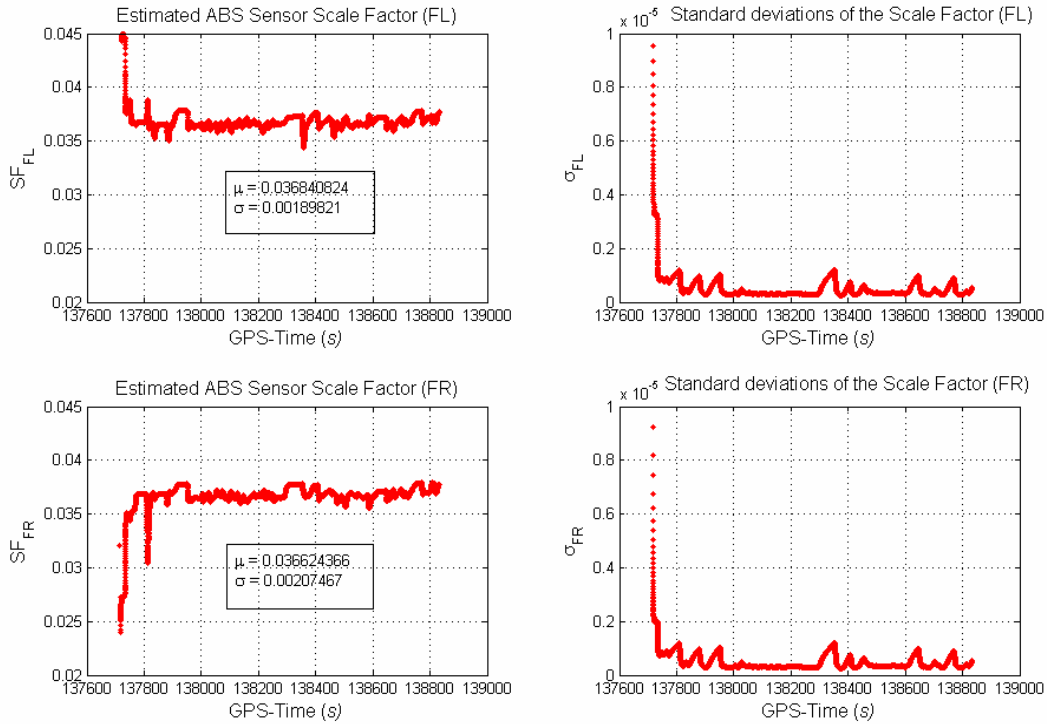 Estimated ABS Sensor Scale Factor (FL)
0.045
0.04
0.035
0.03
0.025
0.02
SF_FL
μ = 0.036840824
σ = 0.00189821
137600 137800 138000 138200 138400 138600 138800 139000
GPS-Time (s)
Standard deviations of the Scale Factor (FL)
x 10^-5
1
0.8
0.6
0.4
0.2
0
σ_FL
137600 137800 138000 138200 138400 138600 138800 139000
GPS-Time (s)
Estimated ABS Sensor Scale Factor (FR)
0.045
0.04
0.035
0.03
0.025
0.02
SF_FR
μ = 0.036624366
σ = 0.00207467
137600 137800 138000 138200 138400 138600 138800 139000
GPS-Time (s)
Standard deviations of the Scale Factor (FR)
x 10^-5
1
0.8
0.6
0.4
0.2
0
σ_FR
137600 137800 138000 138200 138400 138600 138800 139000
GPS-Time (s)